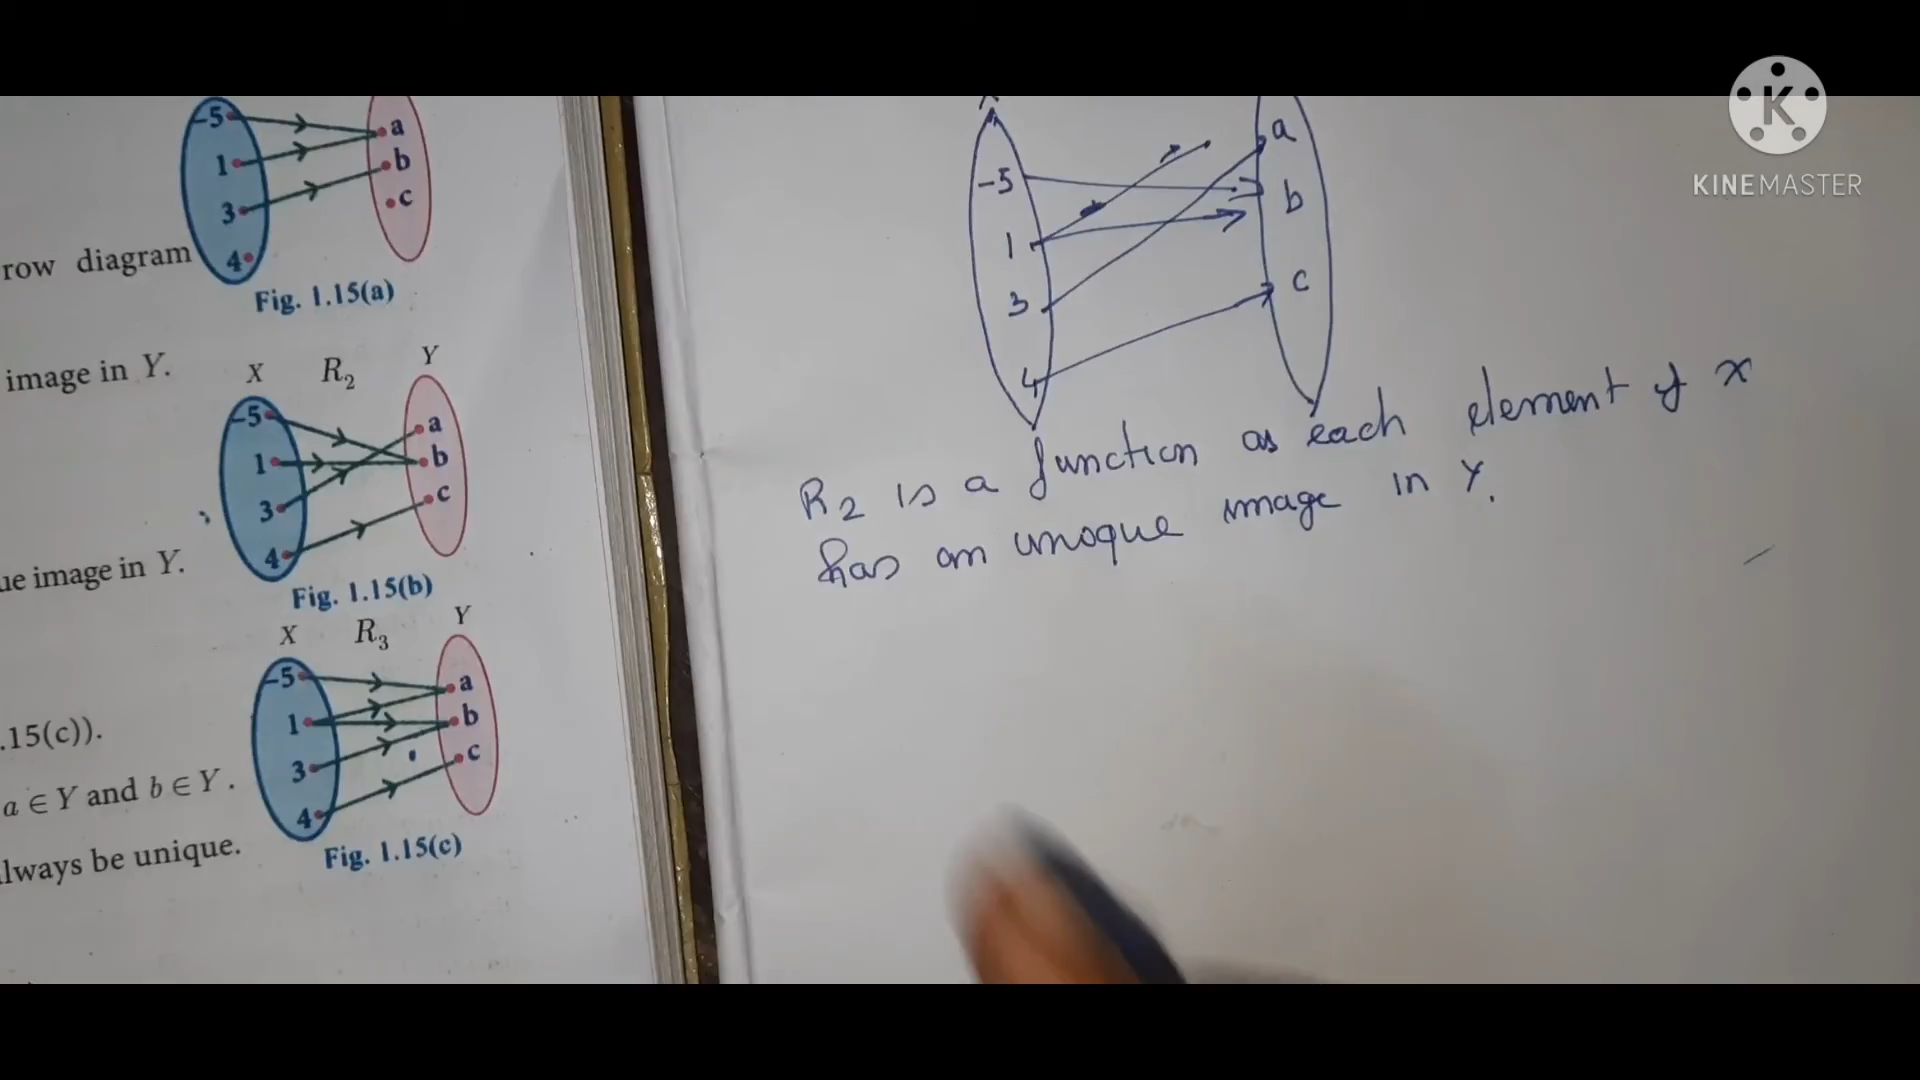 -5
1
3
4
a
b
c
row diagram
Fig. 1.15(a)
image in Y.
X R₂ Y
-5
1
3
4
a
b
c
ue image in Y.
Fig. 1.15(b)
X R₃ Y
-5
1
3
4
a
b
c
.15(c)).
a ∈ Y and b ∈ Y.
lways be unique.
Fig. 1.15(c)
-5
1
3
4
a
b
c
R₂ is a function as each element of x
has an unoque image in Y.
K
KINEMASTER